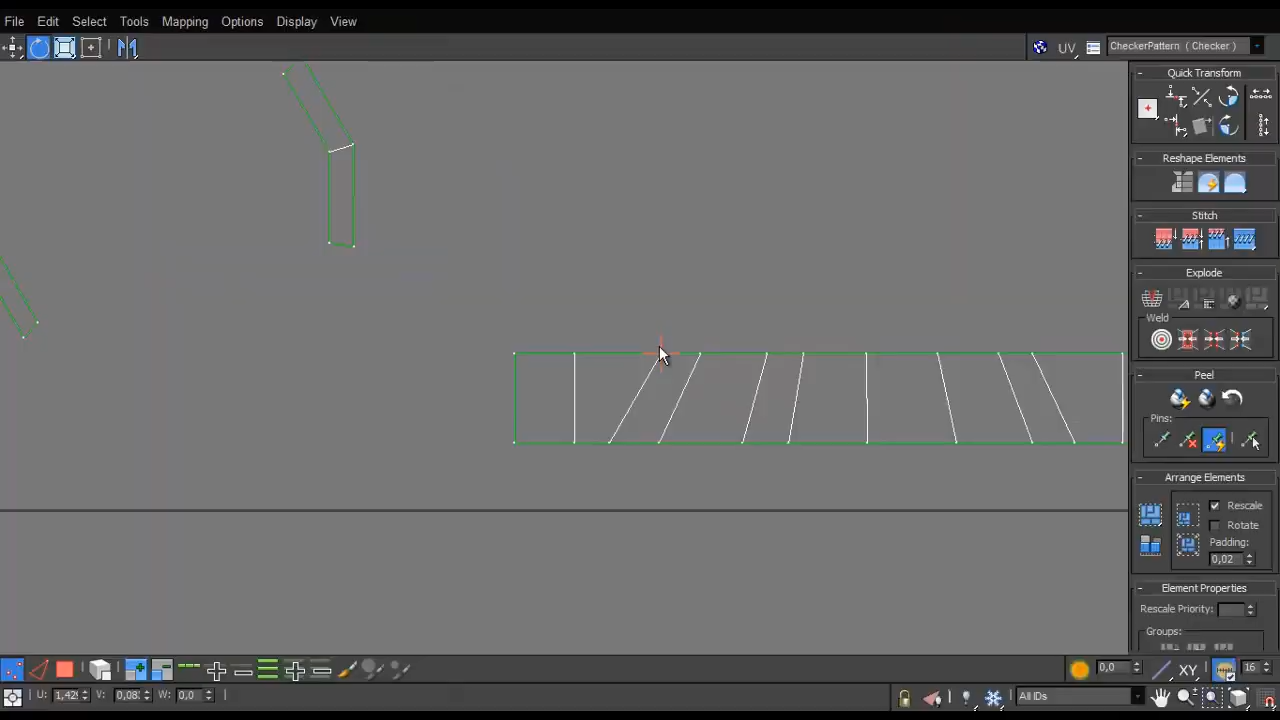 File Edit Select Tools Mapping Options Display View
UV CheckerPattern ( Checker )
Quick Transform
Reshape Elements
Stitch
Explode
Weld
Peel
Pins:
Arrange Elements
Rescale
Rotate
Padding:
0,02
Element Properties
Rescale Priority:
Groups:
0,0 XY 16
U: 1,42 V: 0,08 W: 0,0 All IDs